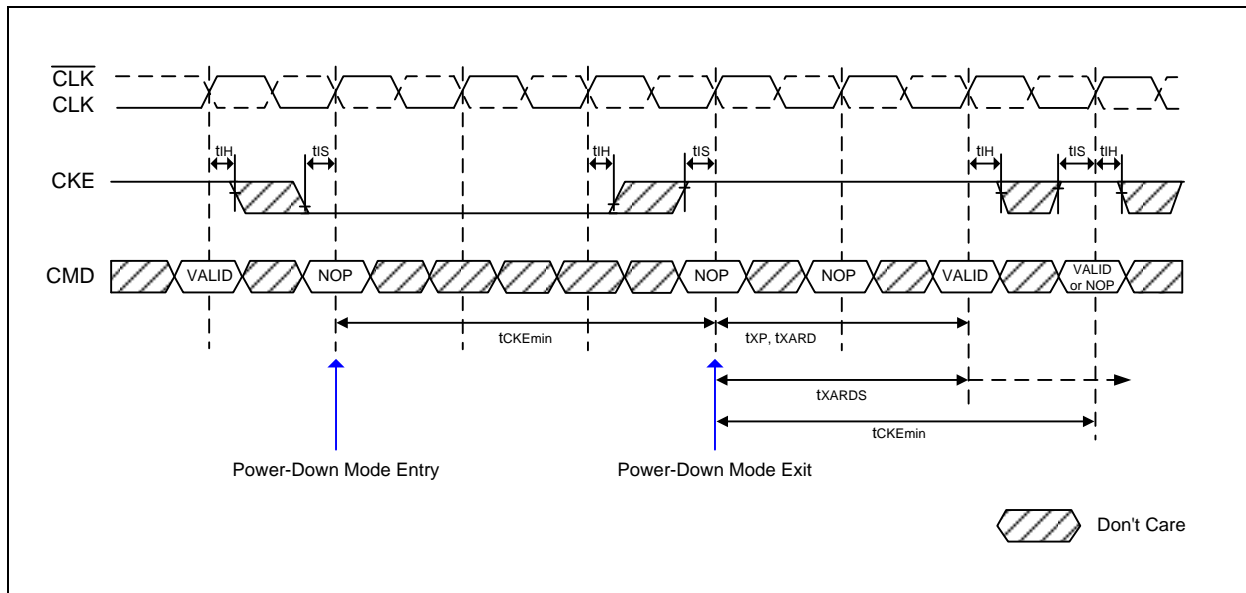 CLK
CLK
tIH tIS tIH tIS tIH tIS tIH
CKE
CMD VALID NOP NOP NOP VALID VALID or NOP
tCKEmin tXP, tXARD
tXARDS
tCKEmin
Power-Down Mode Entry Power-Down Mode Exit
Don't Care